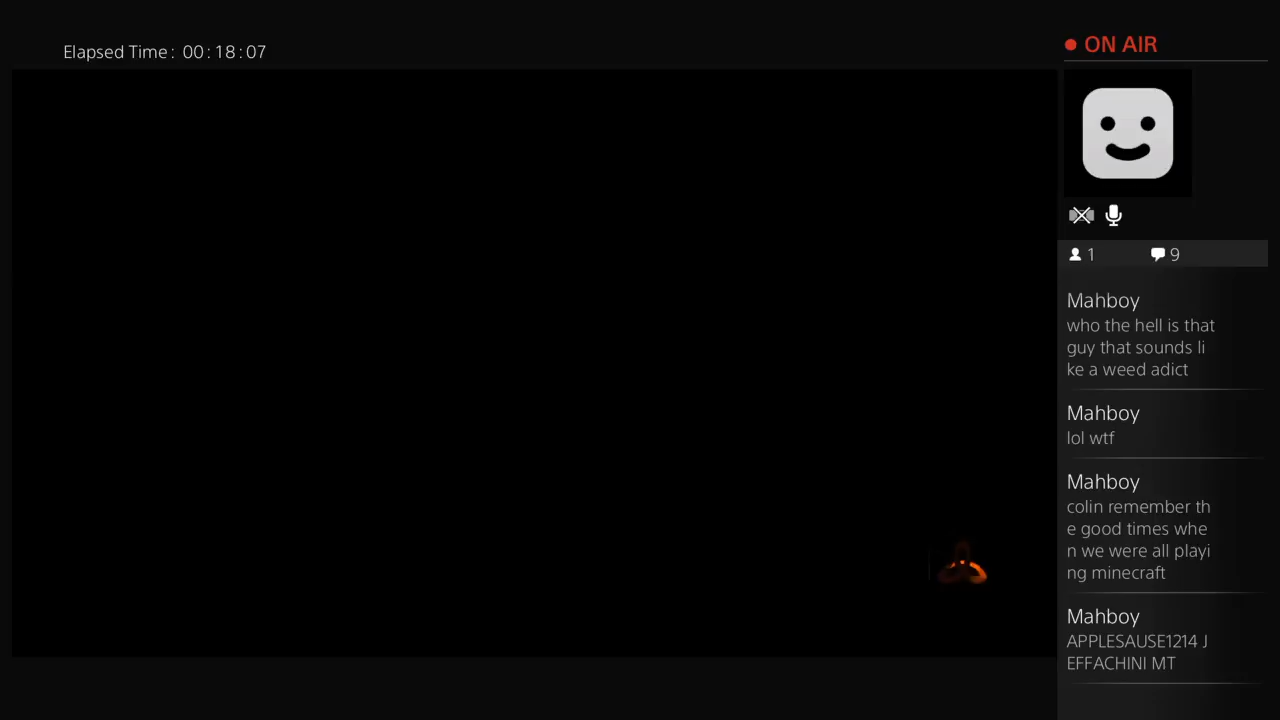 Elapsed Time: 00:18:07
ON AIR
1 9
Mahboy
who the hell is that
guy that sounds li
ke a weed adict
Mahboy
lol wtf
Mahboy
colin remember th
e good times whe
n we were all playi
ng minecraft
Mahboy
APPLESAUSE1214 J
EFFACHINI MT